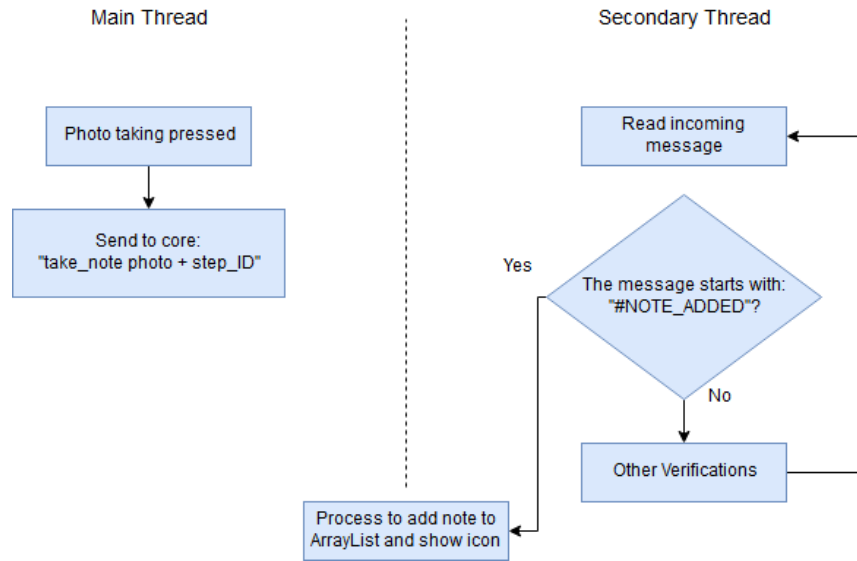 Main Thread
Secondary Thread
Photo taking pressed
Send to core:
"take_note photo + step_ID"
Read incoming
message
Yes
The message starts with:
"#NOTE_ADDED"?
No
Other Verifications
Process to add note to
ArrayList and show icon